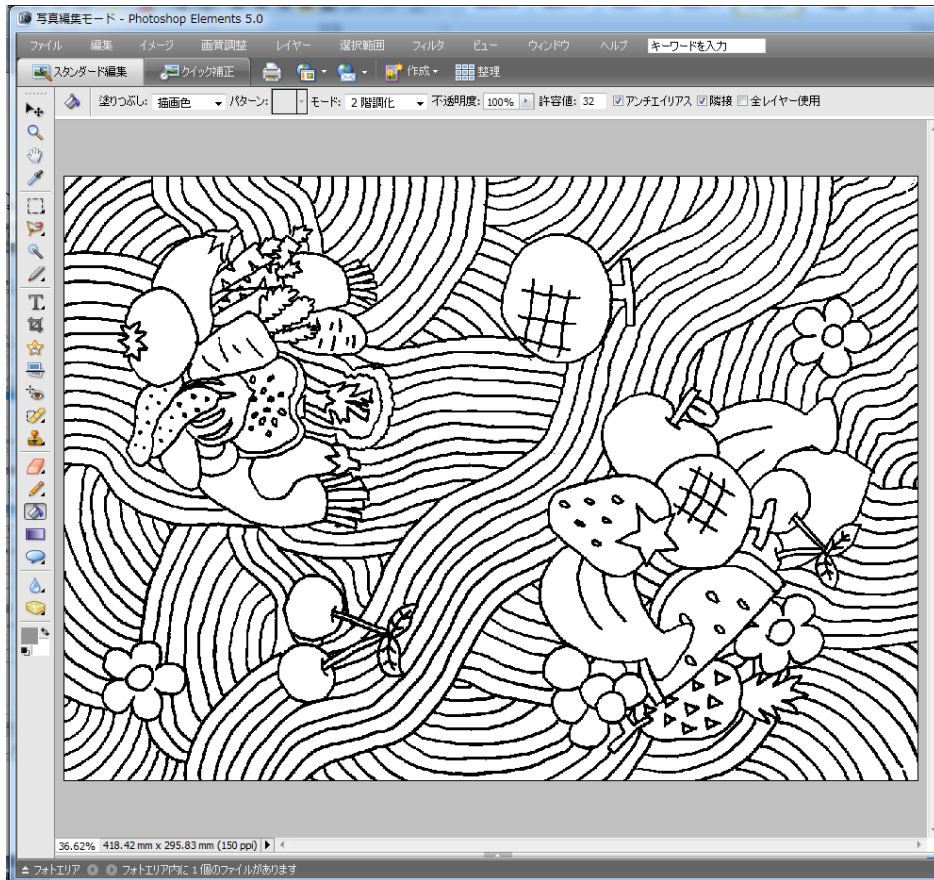 写真編集モード - Photoshop Elements 5.0
ファイル 編集 イメージ 画質調整 レイヤー 選択範囲 フィルタ ビュー ウィンドウ ヘルプ キーワードを入力
スタンダード編集 クイック補正 作成 整理
塗りつぶし: 描画色 パターン: モード: 2 階調化 不透明度: 100% 許容値: 32 アンチエイリアス 隣接 全レイヤー使用
36.62% 418.42 mm x 295.83 mm (150 ppi)
フォトエリア フォトエリア内に 1 個のファイルがあります